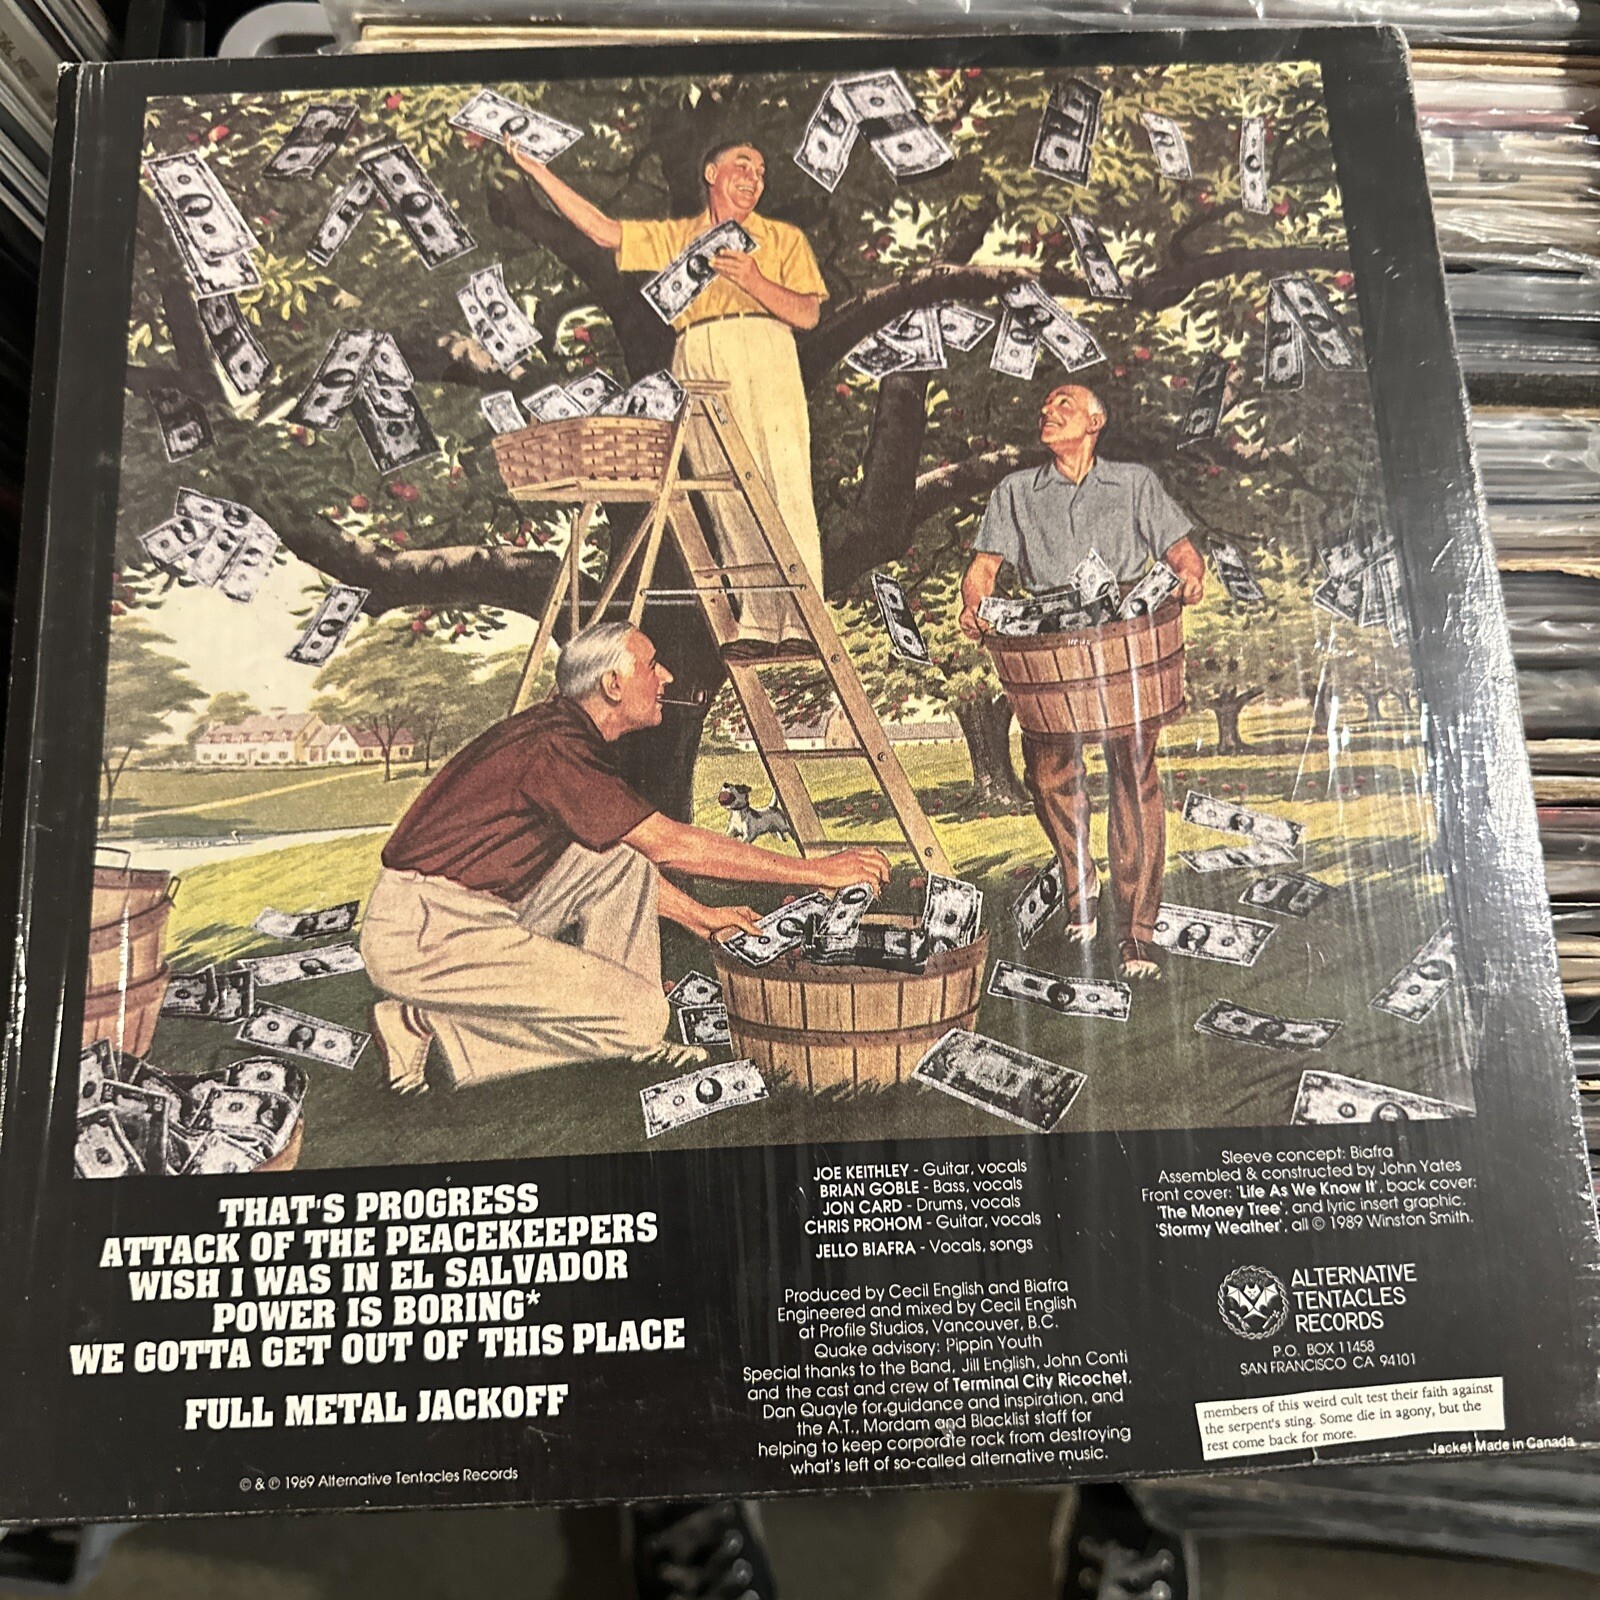 THAT'S PROGRESS
ATTACK OF THE PEACEKEEPERS
WISH I WAS IN EL SALVADOR
POWER IS BORING*
WE GOTTA GET OUT OF THIS PLACE
FULL METAL JACKOFF
© & ℗ 1989 Alternative Tentacles Records
JOE KEITHLEY - Guitar, vocals
BRIAN GOBLE - Bass, vocals
JON CARD - Drums, vocals
CHRIS PROHOM - Guitar, vocals
JELLO BIAFRA - Vocals, songs
Produced by Cecil English and Biafra
Engineered and mixed by Cecil English
at Profile Studios, Vancouver, B.C.
Quake advisory: Pippin Youth
Special thanks to the Band, Jill English, John Conti
and the cast and crew of Terminal City Ricochet,
Dan Quayle for guidance and inspiration, and
the A.T., Mordam and Blacklist staff for
helping to keep corporate rock from destroying
what's left of so-called alternative music.
Sleeve concept: Biafra
Assembled & constructed by John Yates
Front cover: 'Life As We Know It', back cover:
'The Money Tree', and lyric insert graphic,
'Stormy Weather', all © 1989 Winston Smith.
ALTERNATIVE
TENTACLES
RECORDS
P.O. BOX 11458
SAN FRANCISCO CA 94101
members of this weird cult test their faith against
the serpent's sting. Some die in agony, but the
rest come back for more.
Jacket Made in Canada